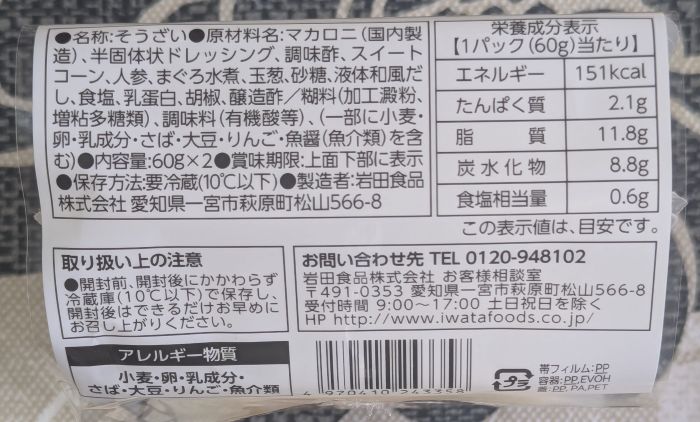 ●名称:そうざい●原材料名:マカロニ(国内製
造)、半固体状ドレッシング、調味酢、スイート
コーン、人参、まぐろ水煮、玉葱、砂糖、液体和風だ
し、食塩、乳蛋白、胡椒、醸造酢/糊料(加工澱粉、
増粘多糖類)、調味料(有機酸等)、(一部に小麦・
卵・乳成分・さば・大豆・りんご・魚醤(魚介類)を含
む)●内容量:60g×2●賞味期限:上面下部に表示
●保存方法:要冷蔵(10℃以下)●製造者:岩田食品
株式会社 愛知県一宮市萩原町松山566-8
栄養成分表示
【1パック(60g)当たり】
エネルギー 151kcal
たんぱく質 2.1g
脂質 11.8g
炭水化物 8.8g
食塩相当量 0.6g
この表示値は、目安です。
取り扱い上の注意
●開封前、開封後にかかわらず
冷蔵庫(10℃以下)で保存し、
開封後はできるだけお早めに
お召し上がりください。
お問い合わせ先 TEL 0120-948102
岩田食品株式会社 お客様相談室
〒491-0353 愛知県一宮市萩原町松山566-8
受付時間 9:00〜17:00 土日祝日を除く
HP http://www.iwatafoods.co.jp/
アレルギー物質
小麦・卵・乳成分・
さば・大豆・りんご・魚介類
4 970410 243358
プラ
帯フィルム:PP
容器:PP,EVOH
蓋:PP,PA,PET